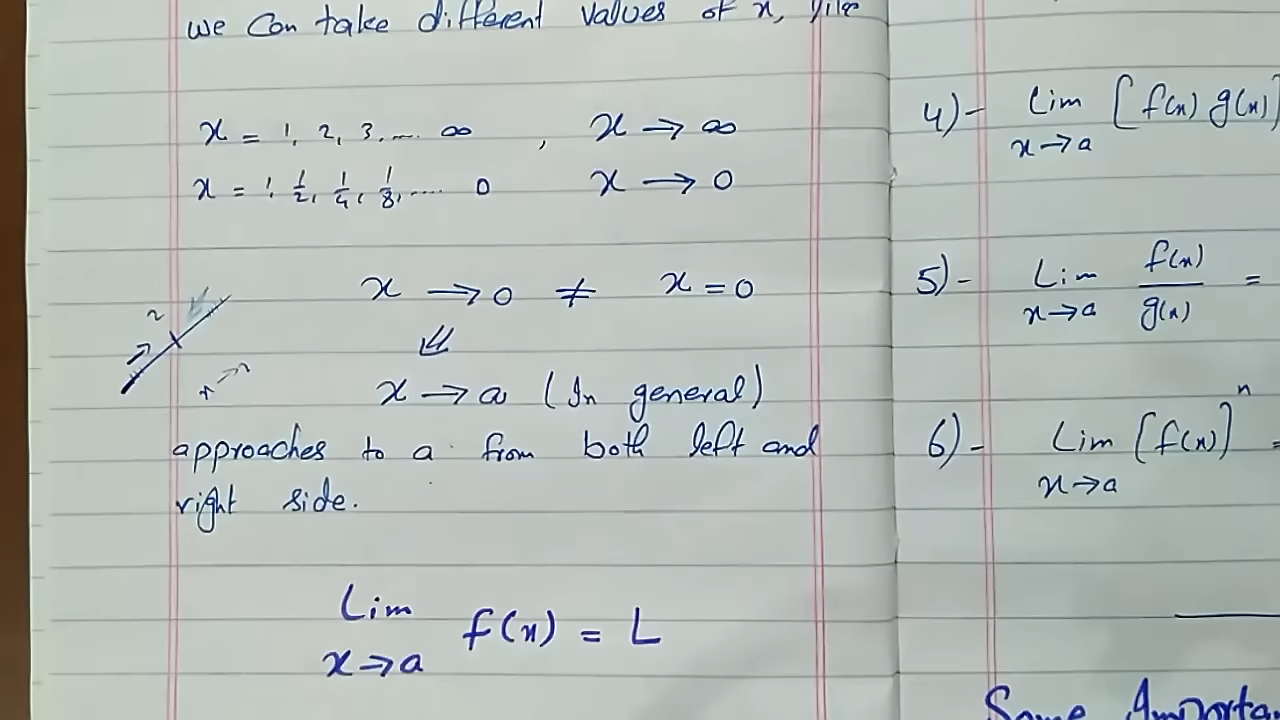 we can take different values of x, like
x = 1, 2, 3, .... ∞ , x → ∞
x = 1, 1/2, 1/4, 1/8, .... 0 x → 0
x → 0 ≠ x = 0
⇙
2
x → 2
x → a (In general)
approaches to a from both left and
right side.
Lim x→a f(x) = L
4)- Lim x→a [f(x) g(x)]
5)- Lim x→a f(x)/g(x) =
6)- Lim x→a [f(x)]^n =
Some